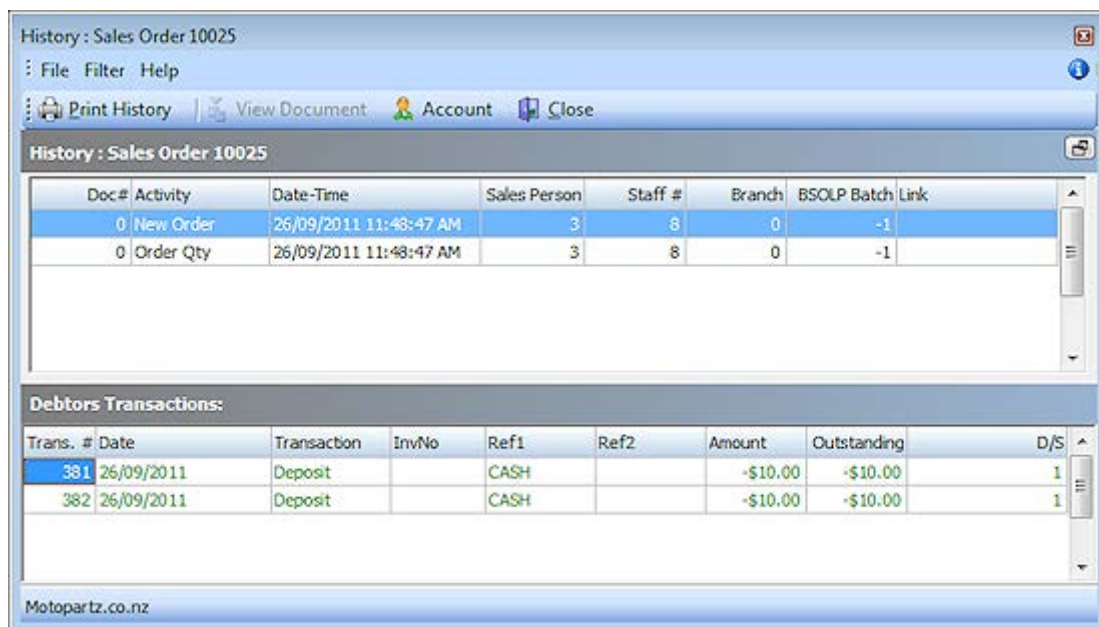 History : Sales Order 10025
File Filter Help
Print History View Document Account Close
History : Sales Order 10025
Doc# Activity Date-Time Sales Person Staff # Branch BSOLP Batch Link
0 New Order 26/09/2011 11:48:47 AM 3 8 0 -1
0 Order Qty 26/09/2011 11:48:47 AM 3 8 0 -1
Debtors Transactions:
Trans. # Date Transaction InvNo Ref1 Ref2 Amount Outstanding D/S
381 26/09/2011 Deposit CASH -$10.00 -$10.00 1
382 26/09/2011 Deposit CASH -$10.00 -$10.00 1
Motopartz.co.nz